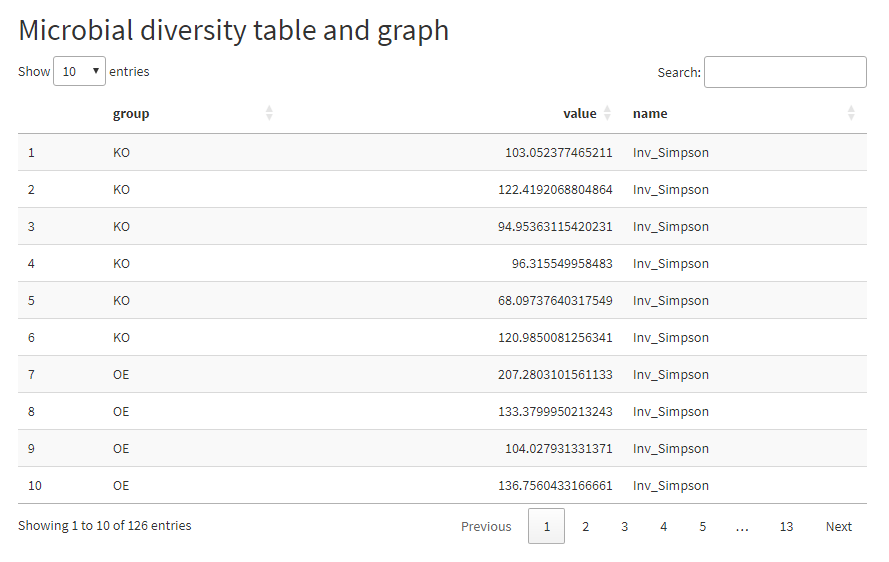 Microbial diversity table and graph
Show 10 entries Search:
group value name
1 KO 103.052377465211 Inv_Simpson
2 KO 122.4192068804864 Inv_Simpson
3 KO 94.95363115420231 Inv_Simpson
4 KO 96.315549958483 Inv_Simpson
5 KO 68.09737640317549 Inv_Simpson
6 KO 120.9850081256341 Inv_Simpson
7 OE 207.2803101561133 Inv_Simpson
8 OE 133.3799950213243 Inv_Simpson
9 OE 104.027931331371 Inv_Simpson
10 OE 136.7560433166661 Inv_Simpson
Showing 1 to 10 of 126 entries Previous 1 2 3 4 5 … 13 Next